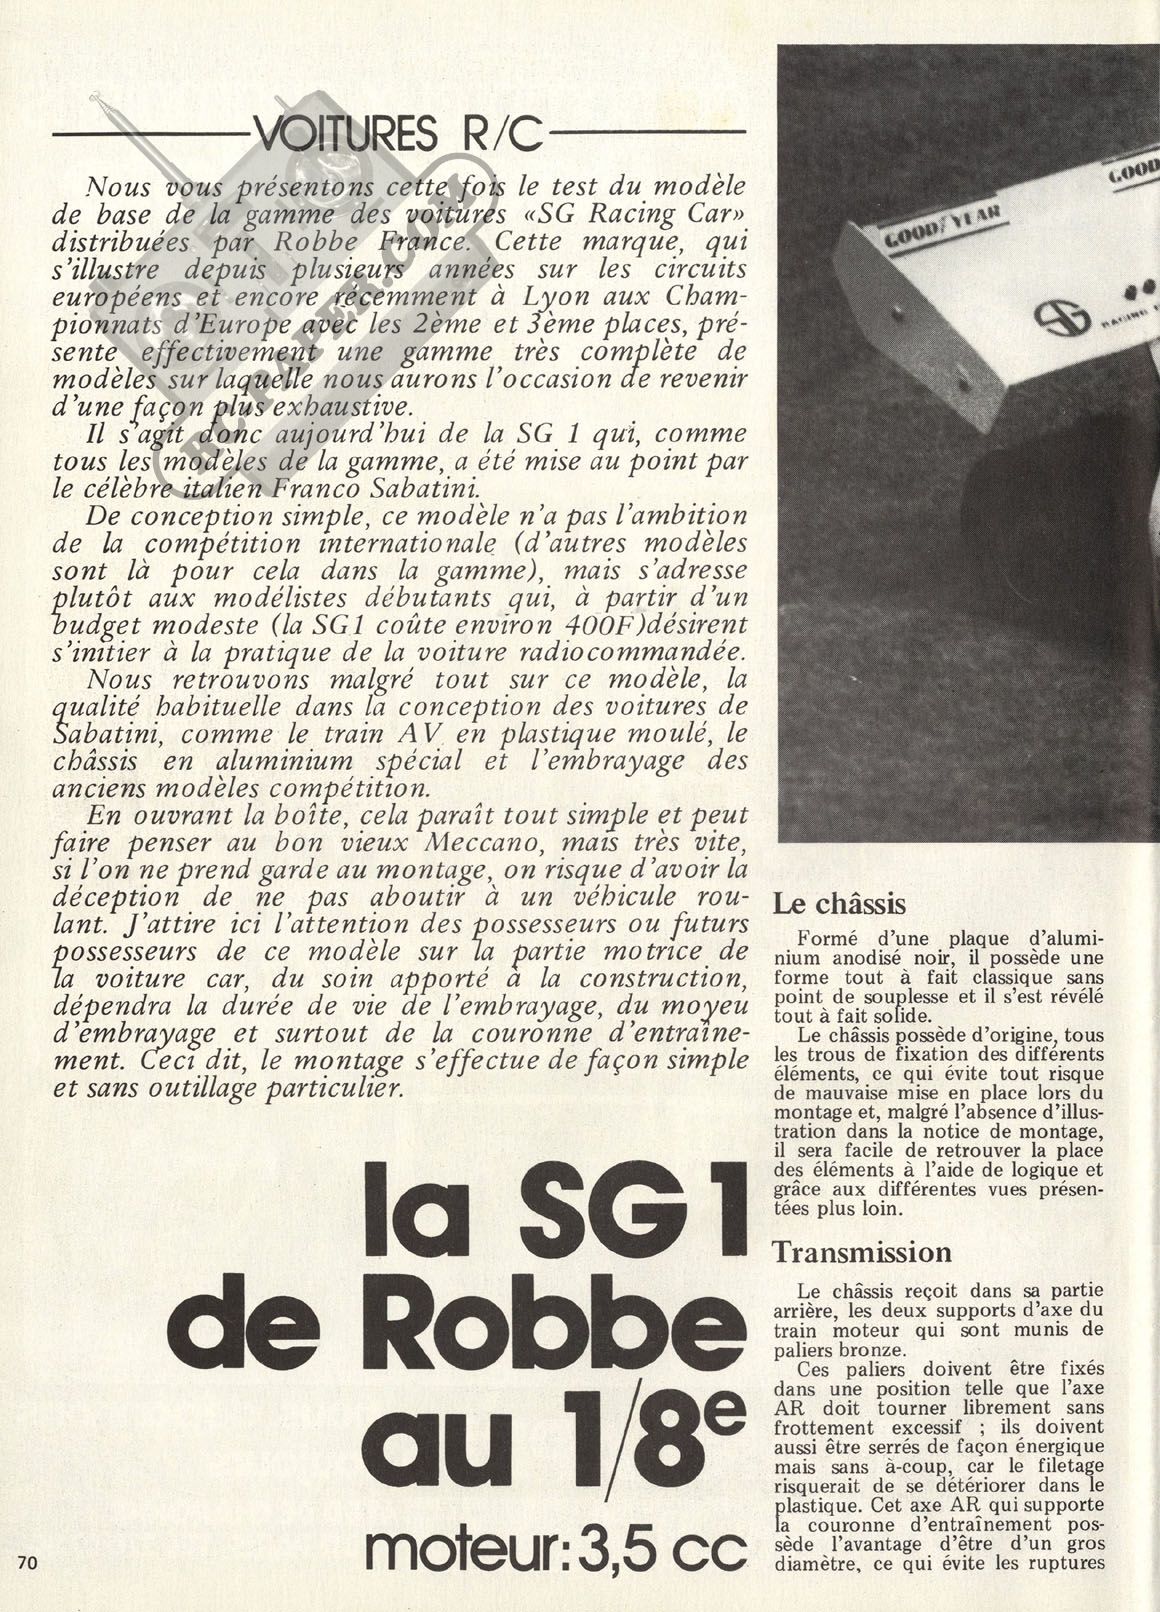 VOITURES R/C
Nous vous présentons cette fois le test du modèle
de base de la gamme des voitures «SG Racing Car»
distribuées par Robbe France. Cette marque, qui
s'illustre depuis plusieurs années sur les circuits
européens et encore récemment à Lyon aux Cham-
pionnats d'Europe avec les 2ème et 3ème places, pré-
sente effectivement une gamme très complète de
modèles sur laquelle nous aurons l'occasion de revenir
d'une façon plus exhaustive.
Il s'agit donc aujourd'hui de la SG 1 qui, comme
tous les modèles de la gamme, a été mise au point par
le célèbre italien Franco Sabatini.
De conception simple, ce modèle n'a pas l'ambition
de la compétition internationale (d'autres modèles
sont là pour cela dans la gamme), mais s'adresse
plutôt aux modélistes débutants qui, à partir d'un
budget modeste (la SG1 coûte environ 400F)désirent
s'initier à la pratique de la voiture radiocommandée.
Nous retrouvons malgré tout sur ce modèle, la
qualité habituelle dans la conception des voitures de
Sabatini, comme le train AV en plastique moulé, le
châssis en aluminium spécial et l'embrayage des
anciens modèles compétition.
En ouvrant la boîte, cela paraît tout simple et peut
faire penser au bon vieux Meccano, mais très vite,
si l'on ne prend garde au montage, on risque d'avoir la
déception de ne pas aboutir à un véhicule rou-
lant. J'attire ici l'attention des possesseurs ou futurs
possesseurs de ce modèle sur la partie motrice de
la voiture car, du soin apporté à la construction,
dépendra la durée de vie de l'embrayage, du moyeu
d'embrayage et surtout de la couronne d'entraîne-
ment. Ceci dit, le montage s'effectue de façon simple
et sans outillage particulier.
la SG 1
de Robbe
au 1/8e
moteur: 3,5 cc
70
GOOD YEAR
GOOD
SG
RACING
RC-PAPER.COM
Le châssis
Formé d'une plaque d'alumi-
nium anodisé noir, il possède une
forme tout à fait classique sans
point de souplesse et il s'est révélé
tout à fait solide.
Le châssis possède d'origine, tous
les trous de fixation des différents
éléments, ce qui évite tout risque
de mauvaise mise en place lors du
montage et, malgré l'absence d'illus-
tration dans la notice de montage,
il sera facile de retrouver la place
des éléments à l'aide de logique et
grâce aux différentes vues présen-
tées plus loin.
Transmission
Le châssis reçoit dans sa partie
arrière, les deux supports d'axe du
train moteur qui sont munis de
paliers bronze.
Ces paliers doivent être fixés
dans une position telle que l'axe
AR doit tourner librement sans
frottement excessif ; ils doivent
aussi être serrés de façon énergique
mais sans à-coup, car le filetage
risquerait de se détériorer dans le
plastique. Cet axe AR qui supporte
la couronne d'entraînement pos-
sède l'avantage d'être d'un gros
diamètre, ce qui évite les ruptures